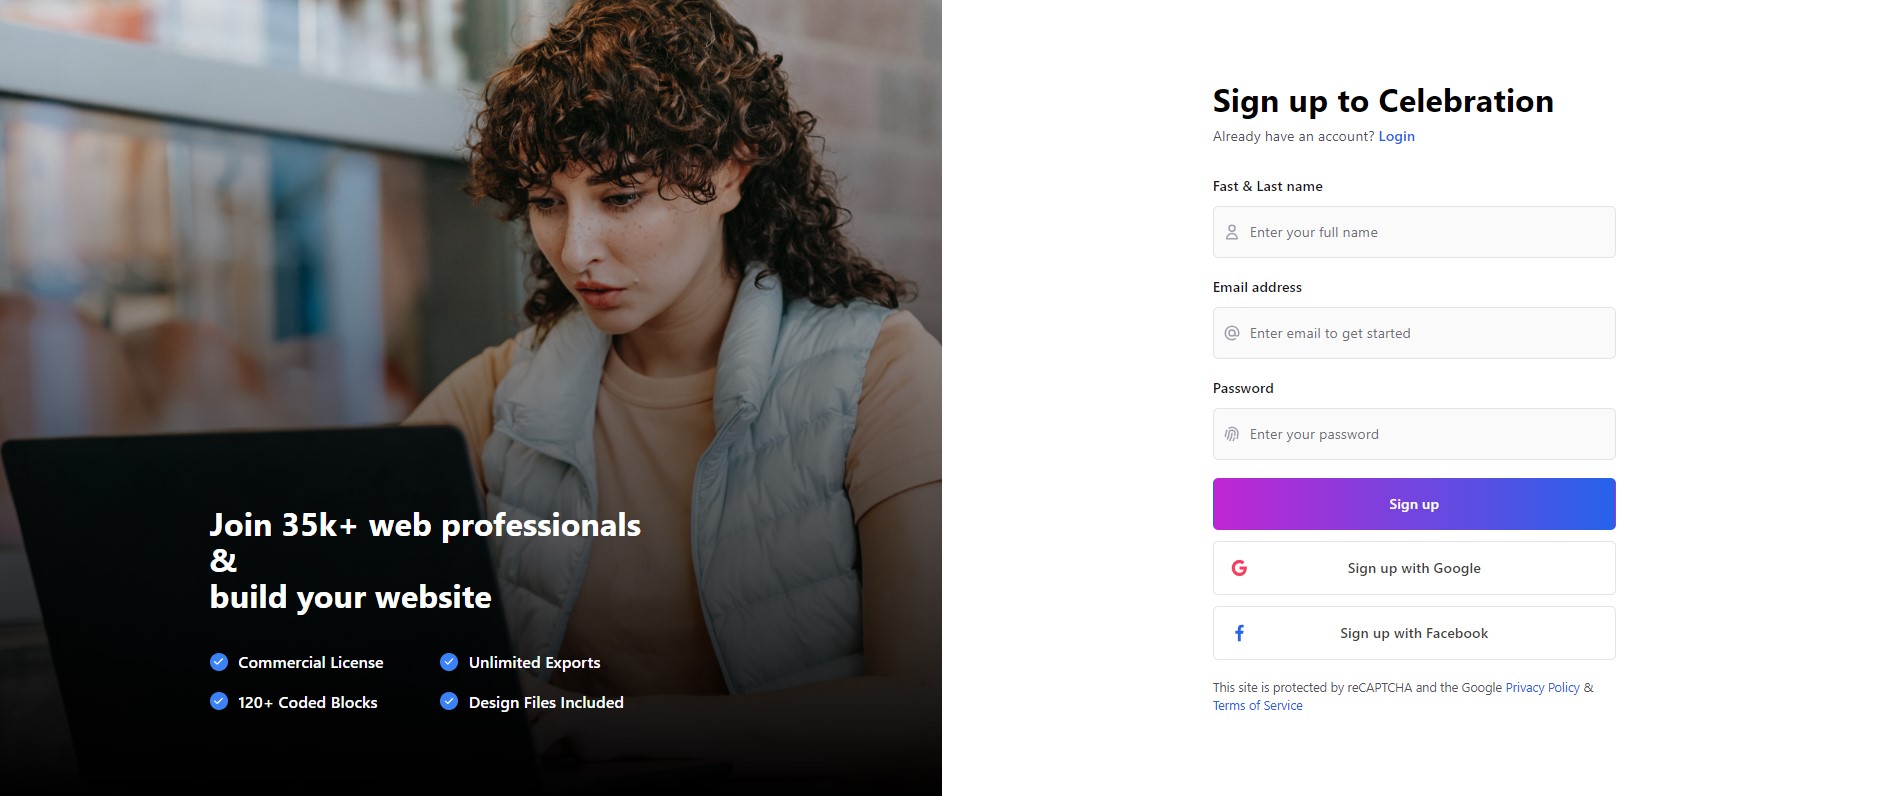 Join 35k+ web professionals
&
build your website
Commercial License
Unlimited Exports
120+ Coded Blocks
Design Files Included
Sign up to Celebration
Already have an account? Login
Fast & Last name
Enter your full name
Email address
Enter email to get started
Password
Enter your password
Sign up
Sign up with Google
Sign up with Facebook
This site is protected by reCAPTCHA and the Google Privacy Policy &
Terms of Service